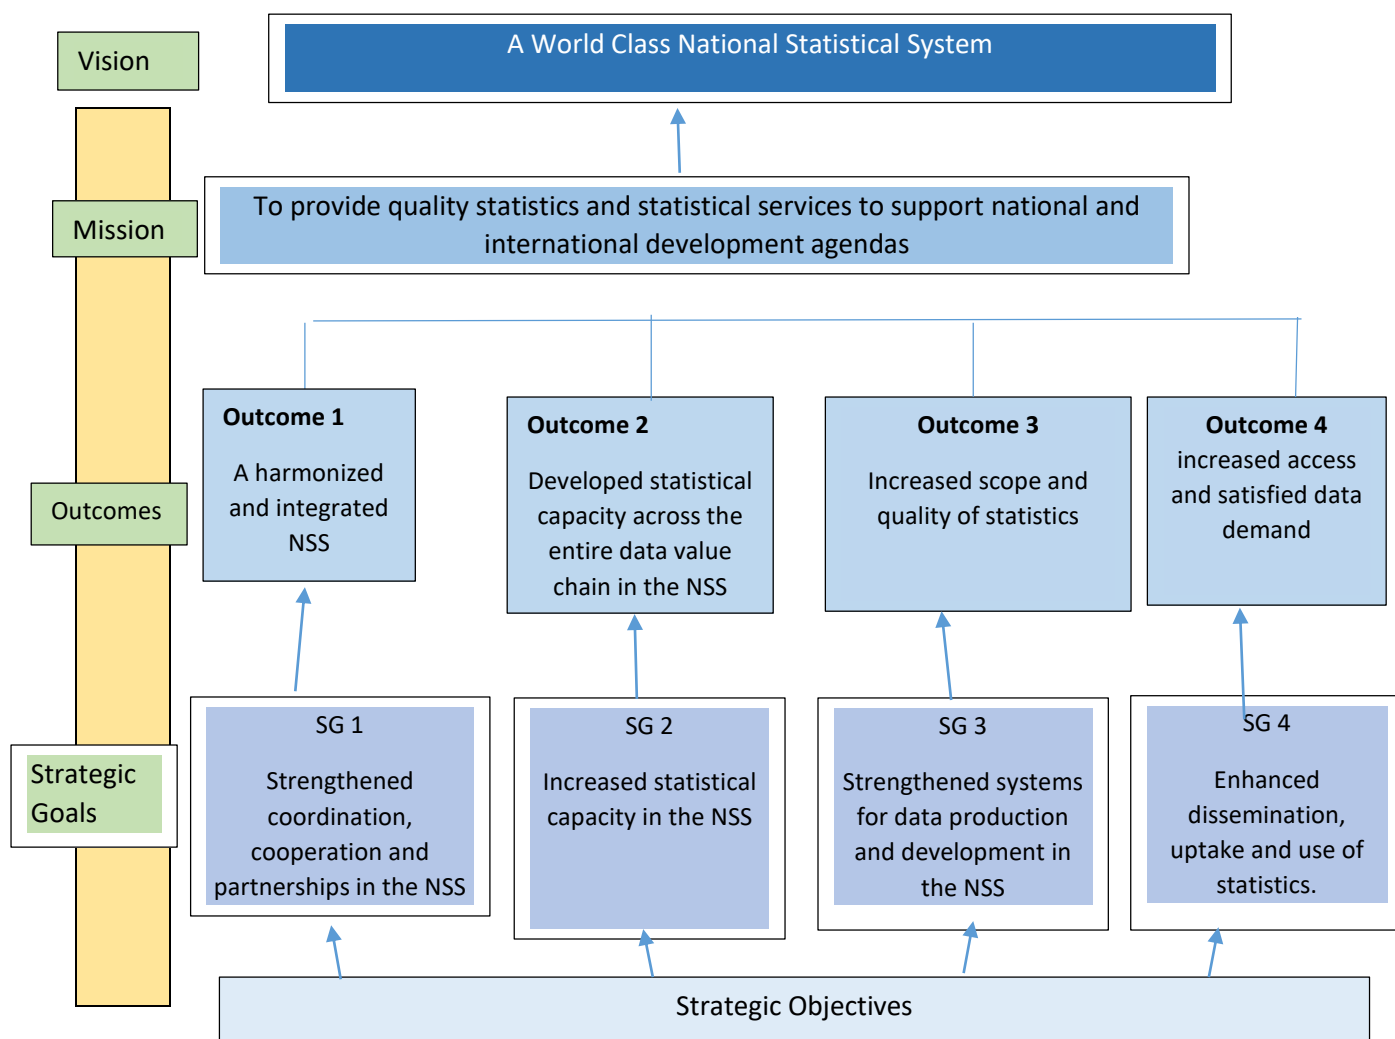 Vision
A World Class National Statistical System
Mission
To provide quality statistics and statistical services to support national and
international development agendas
Outcomes
Outcome 1
A harmonized
and integrated
NSS
Outcome 2
Developed statistical
capacity across the
entire data value
chain in the NSS
Outcome 3
Increased scope and
quality of statistics
Outcome 4
increased access
and satisfied data
demand
Strategic
Goals
SG 1
Strengthened
coordination,
cooperation and
partnerships in the NSS
SG 2
Increased statistical
capacity in the NSS
SG 3
Strengthened systems
for data production
and development in
the NSS
SG 4
Enhanced
dissemination,
uptake and use of
statistics.
Strategic Objectives